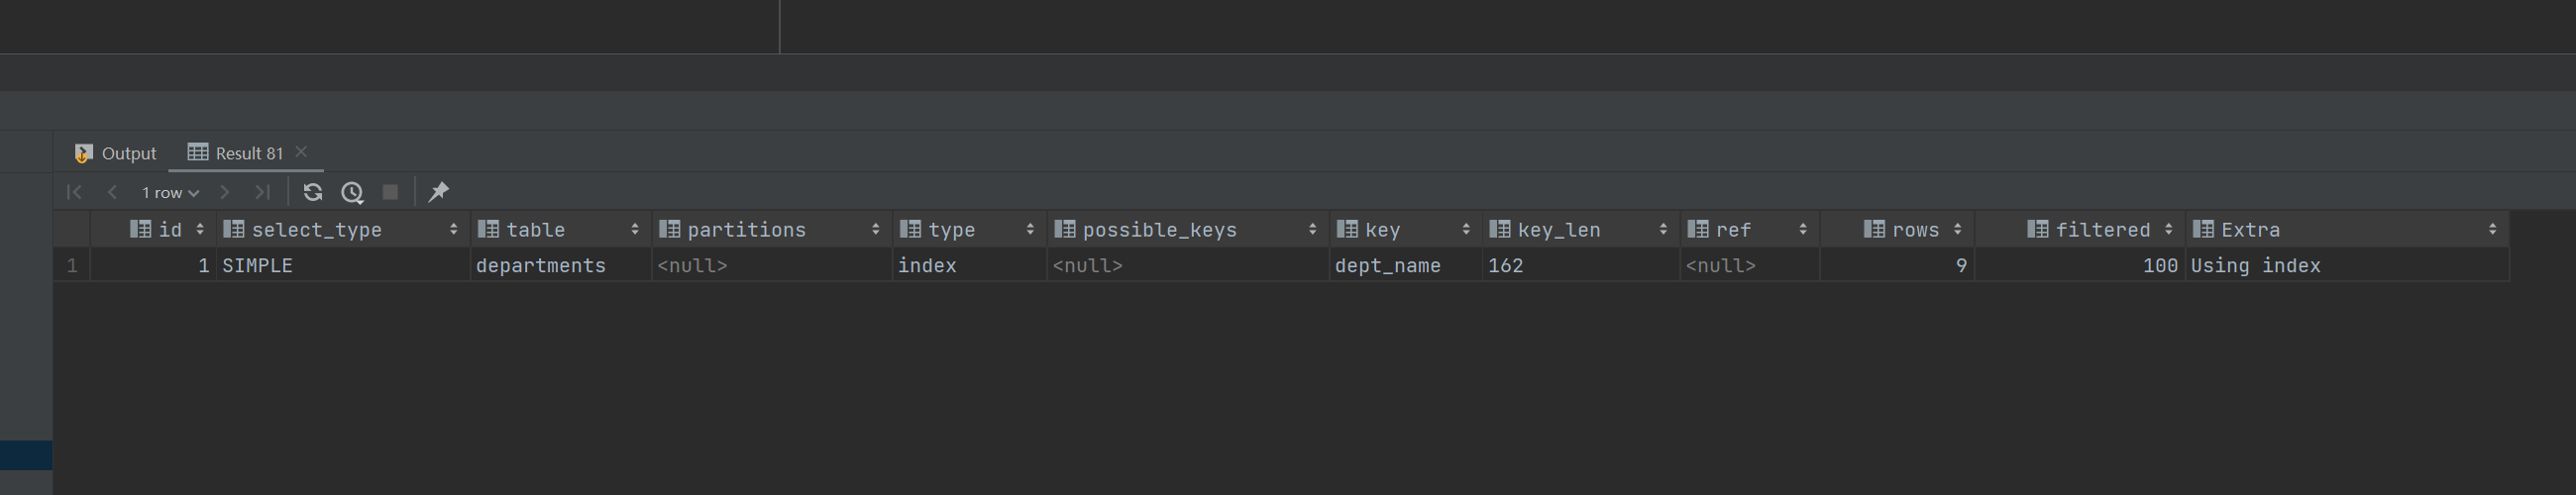 Output Result 81
1 row
id select_type table partitions type possible_keys key key_len ref rows filtered Extra
1 1 SIMPLE departments <null> index <null> dept_name 162 <null> 9 100 Using index